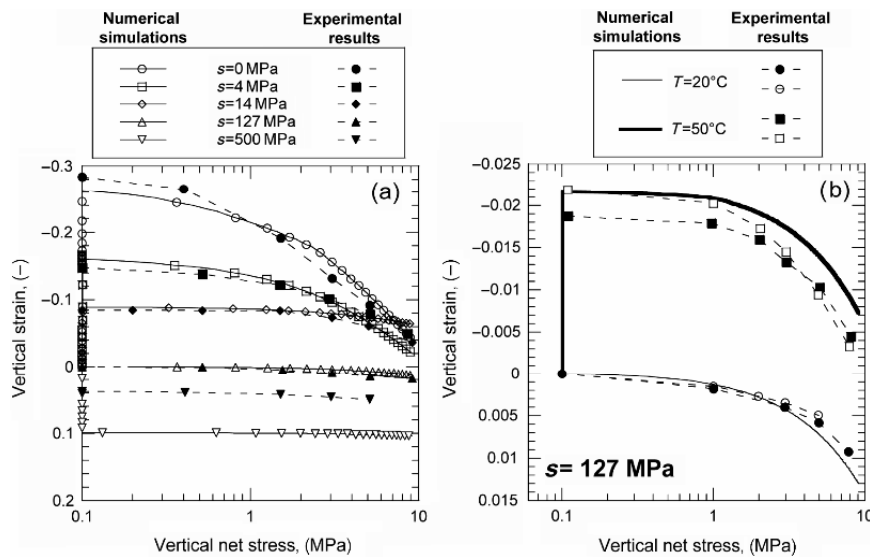 Numerical simulations
Experimental results
s=0 MPa
s=4 MPa
s=14 MPa
s=127 MPa
s=500 MPa
-0.3
-0.2
-0.1
0
0.1
0.2
(a)
Vertical strain, (−)
0.1
1
10
Vertical net stress, (MPa)
Numerical simulations
Experimental results
T=20°C
T=50°C
-0.025
-0.02
-0.015
-0.01
-0.005
0
0.005
0.01
0.015
(b)
s= 127 MPa
Vertical strain, (−)
0.1
1
10
Vertical net stress, (MPa)